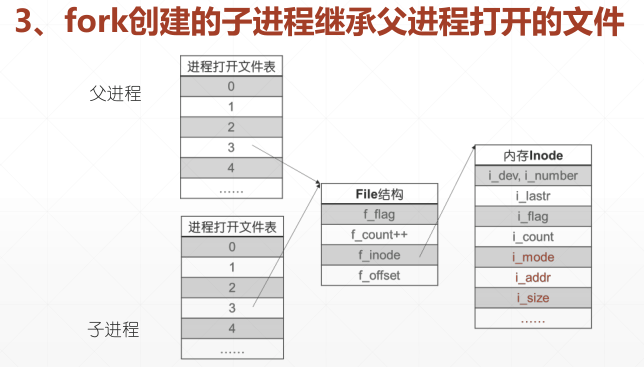 3、fork创建的子进程继承父进程打开的文件
父进程
进程打开文件表
0
1
2
3
4
……
子进程
进程打开文件表
0
1
2
3
4
……
File结构
f_flag
f_count++
f_inode
f_offset
内存Inode
i_dev, i_number
i_lastr
i_flag
i_count
i_mode
i_addr
i_size
……